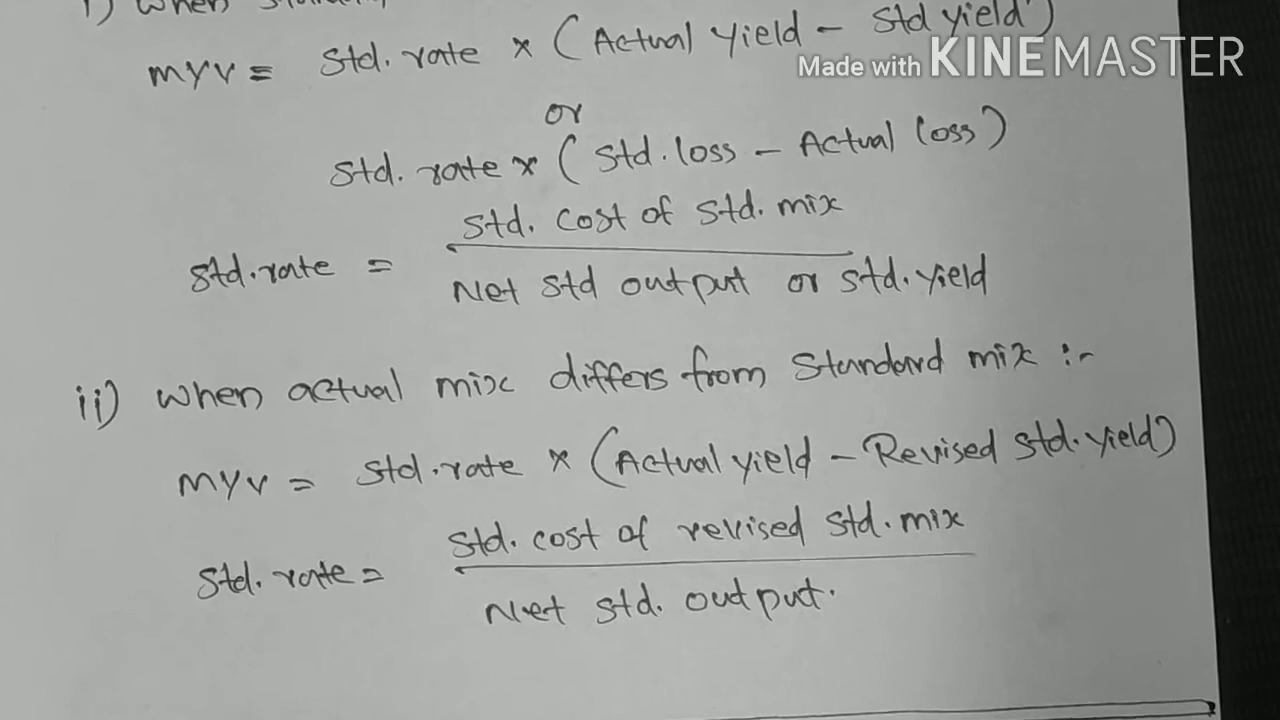 i) When
MYV = Std. rate × (Actual Yield - Std yield)
Made with KINEMASTER
or
Std. rate × (Std. loss - Actual loss)
Std. cost of Std. mix
Std. rate =
Net Std output or Std. yield
ii) When actual mix differs from Standard mix :-
MYV = Std. rate × (Actual yield - Revised Std. yield)
Std. cost of revised Std. mix
Std. rate =
Net Std. output.